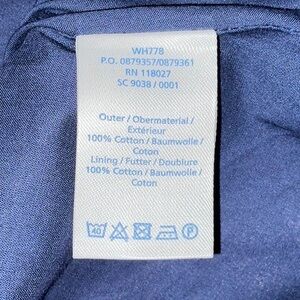 WH778
P.O. 0879357/0879361
RN 118027
SC 9038 / 0001
Outer / Obermaterial /
Extérieur
100% Cotton / Baumwolle /
Coton
Lining / Futter / Doublure
100% Cotton / Baumwolle /
Coton
40 P